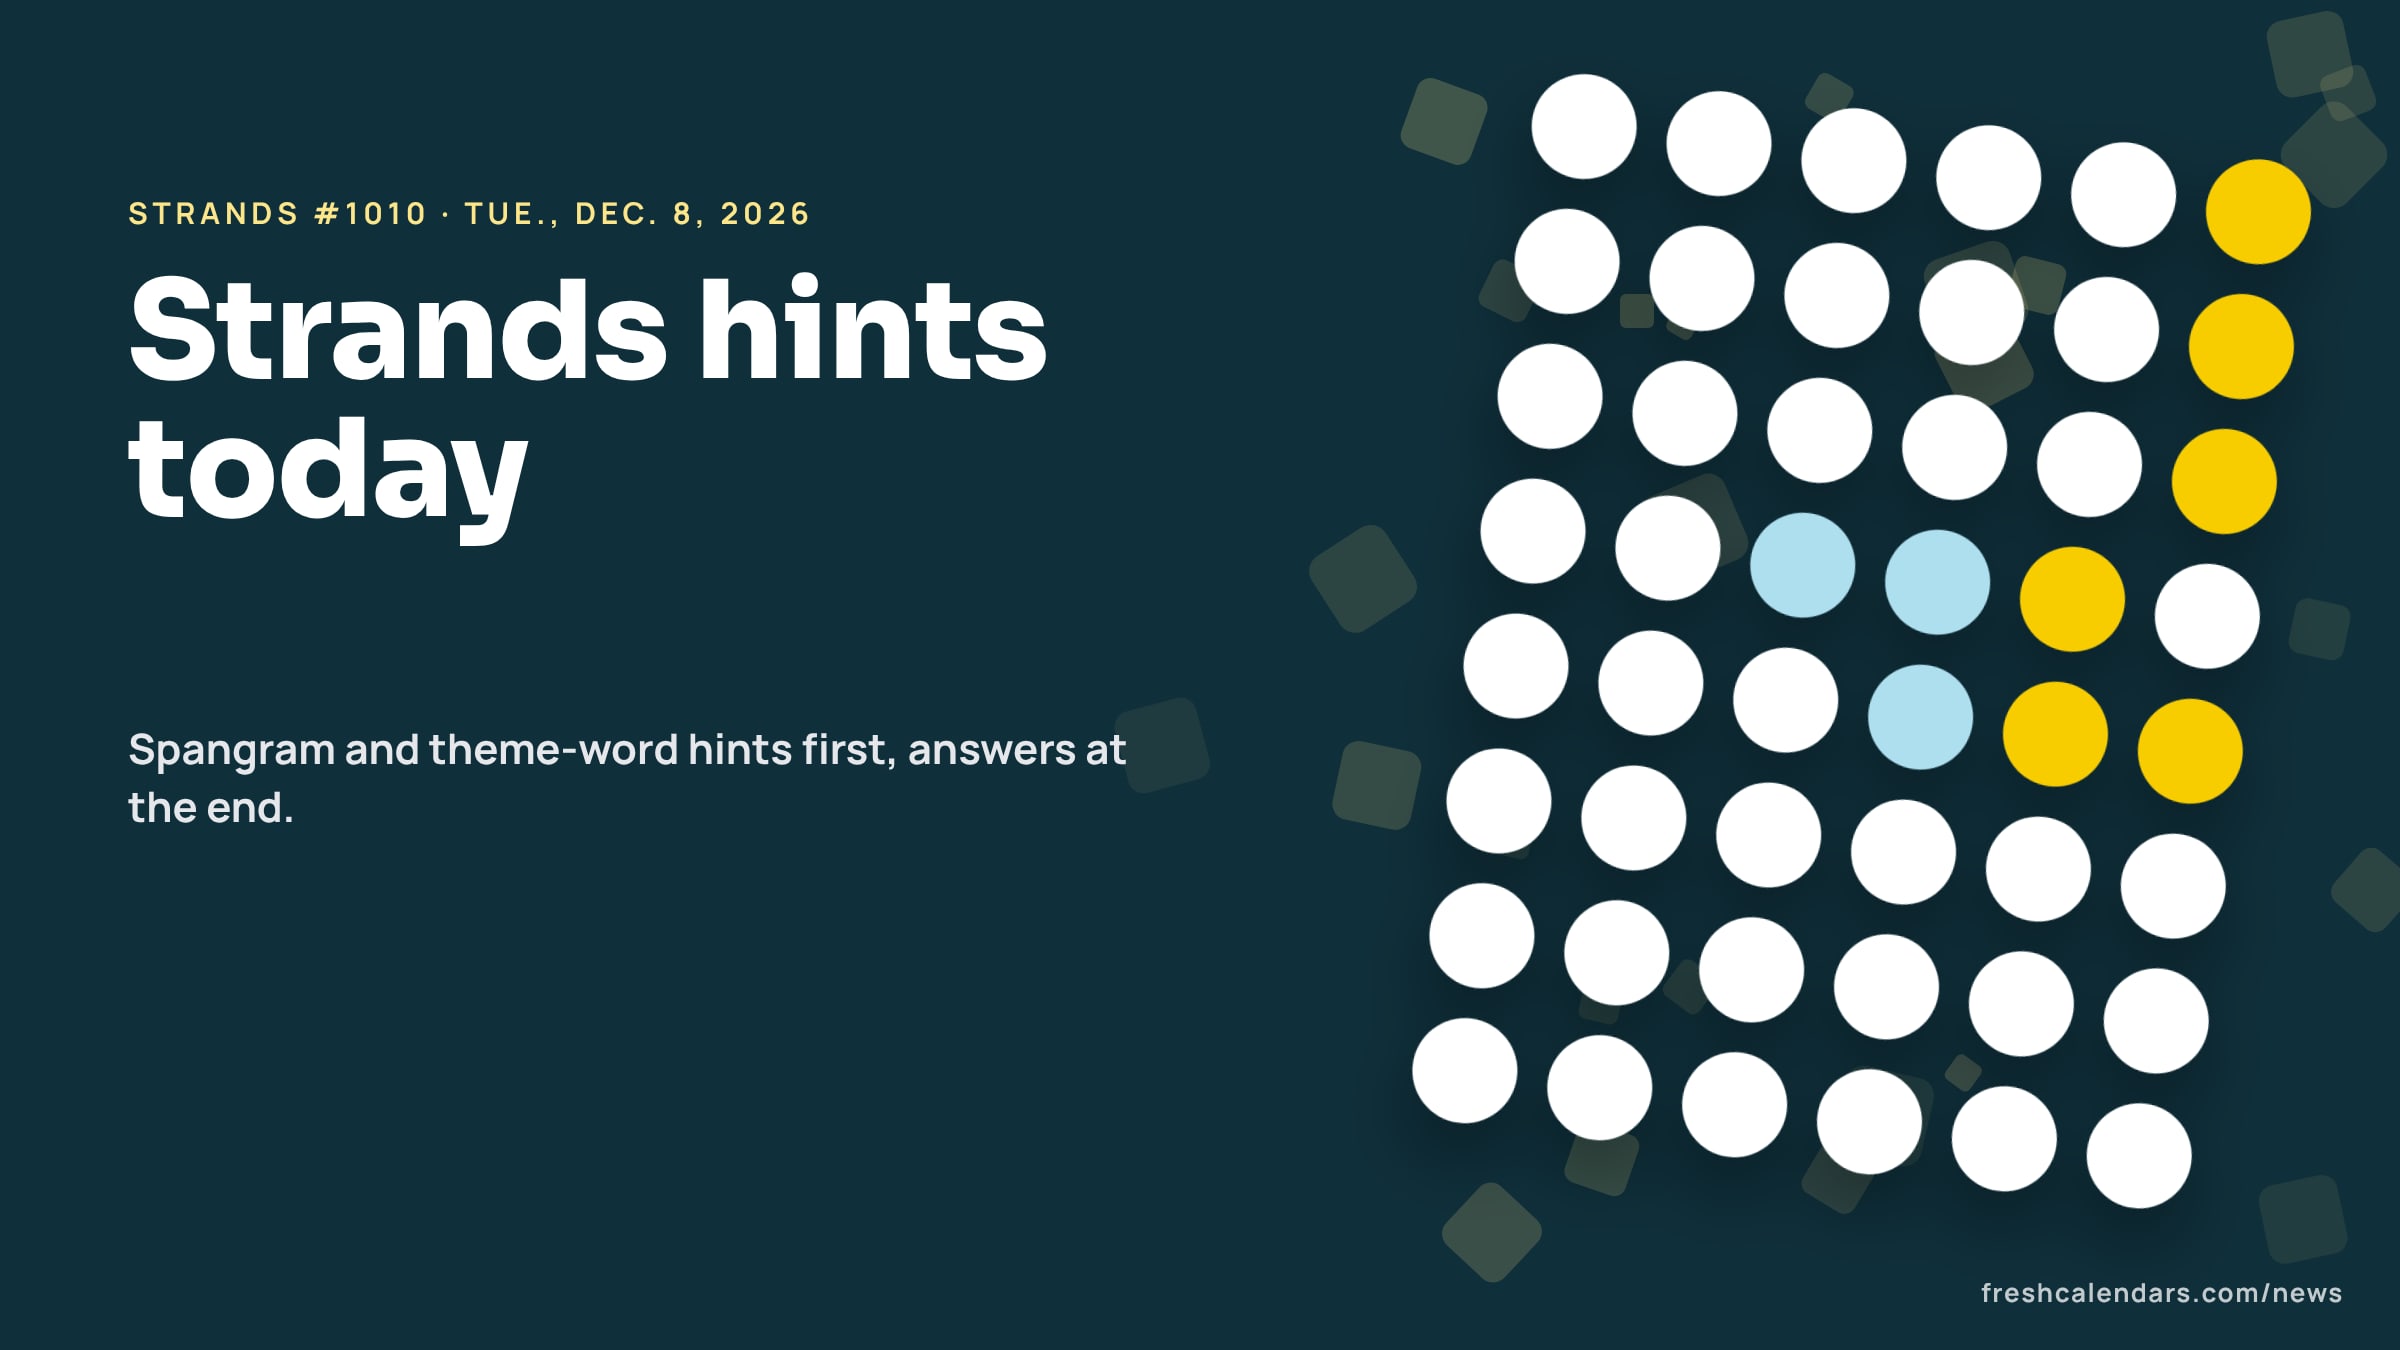 STRANDS #1010 · TUE., DEC. 8, 2026
Strands hints
today
Spangram and theme-word hints first, answers at
the end.
freshcalendars.com/news